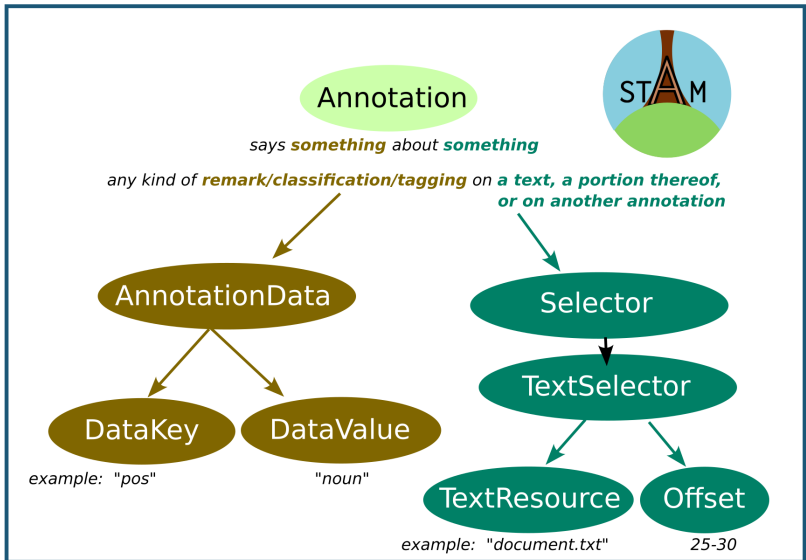 Annotation
STAM
says something about something
any kind of remark/classification/tagging on a text, a portion thereof,
or on another annotation
AnnotationData
Selector
TextSelector
DataKey
DataValue
example: "pos"
"noun"
TextResource
Offset
example: "document.txt"
25-30